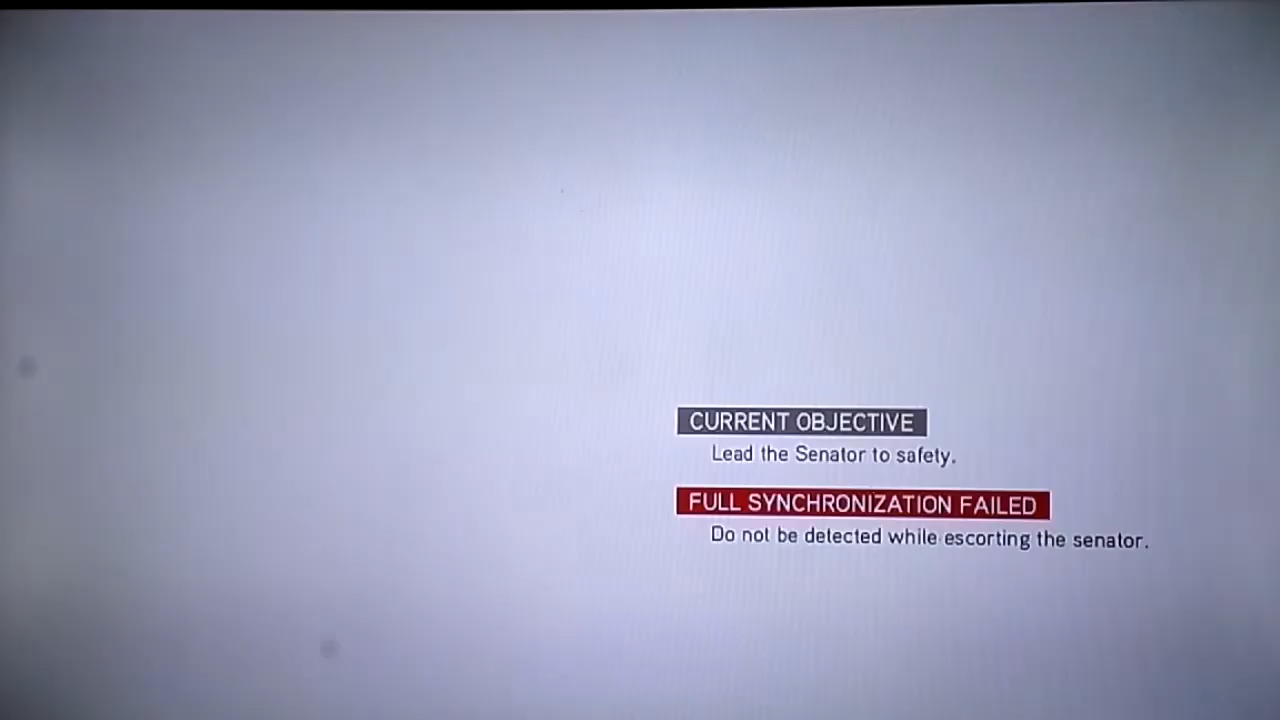 CURRENT OBJECTIVE
Lead the Senator to safety.
FULL SYNCHRONIZATION FAILED
Do not be detected while escorting the senator.